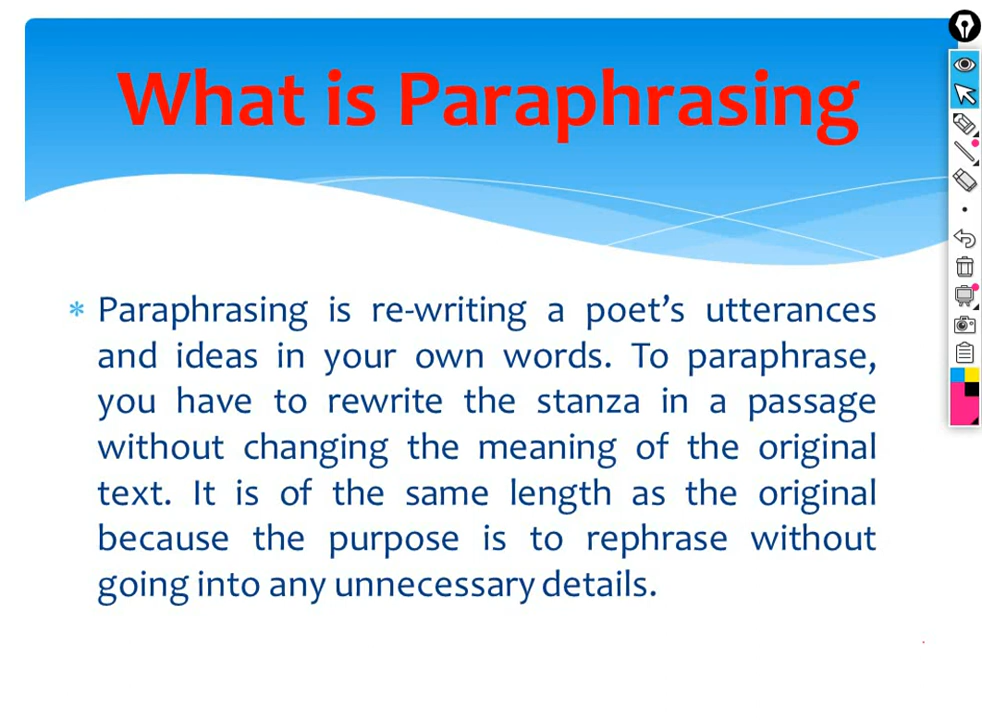 What is Paraphrasing
* Paraphrasing is re-writing a poet's utterances
and ideas in your own words. To paraphrase,
you have to rewrite the stanza in a passage
without changing the meaning of the original
text. It is of the same length as the original
because the purpose is to rephrase without
going into any unnecessary details.